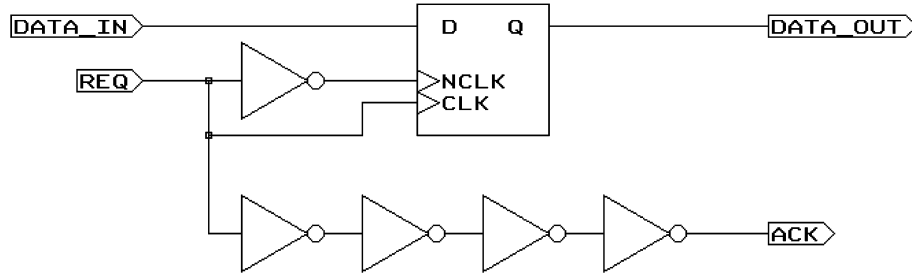 DATA_IN
D Q
DATA_OUT
REQ
NCLK
CLK
ACK